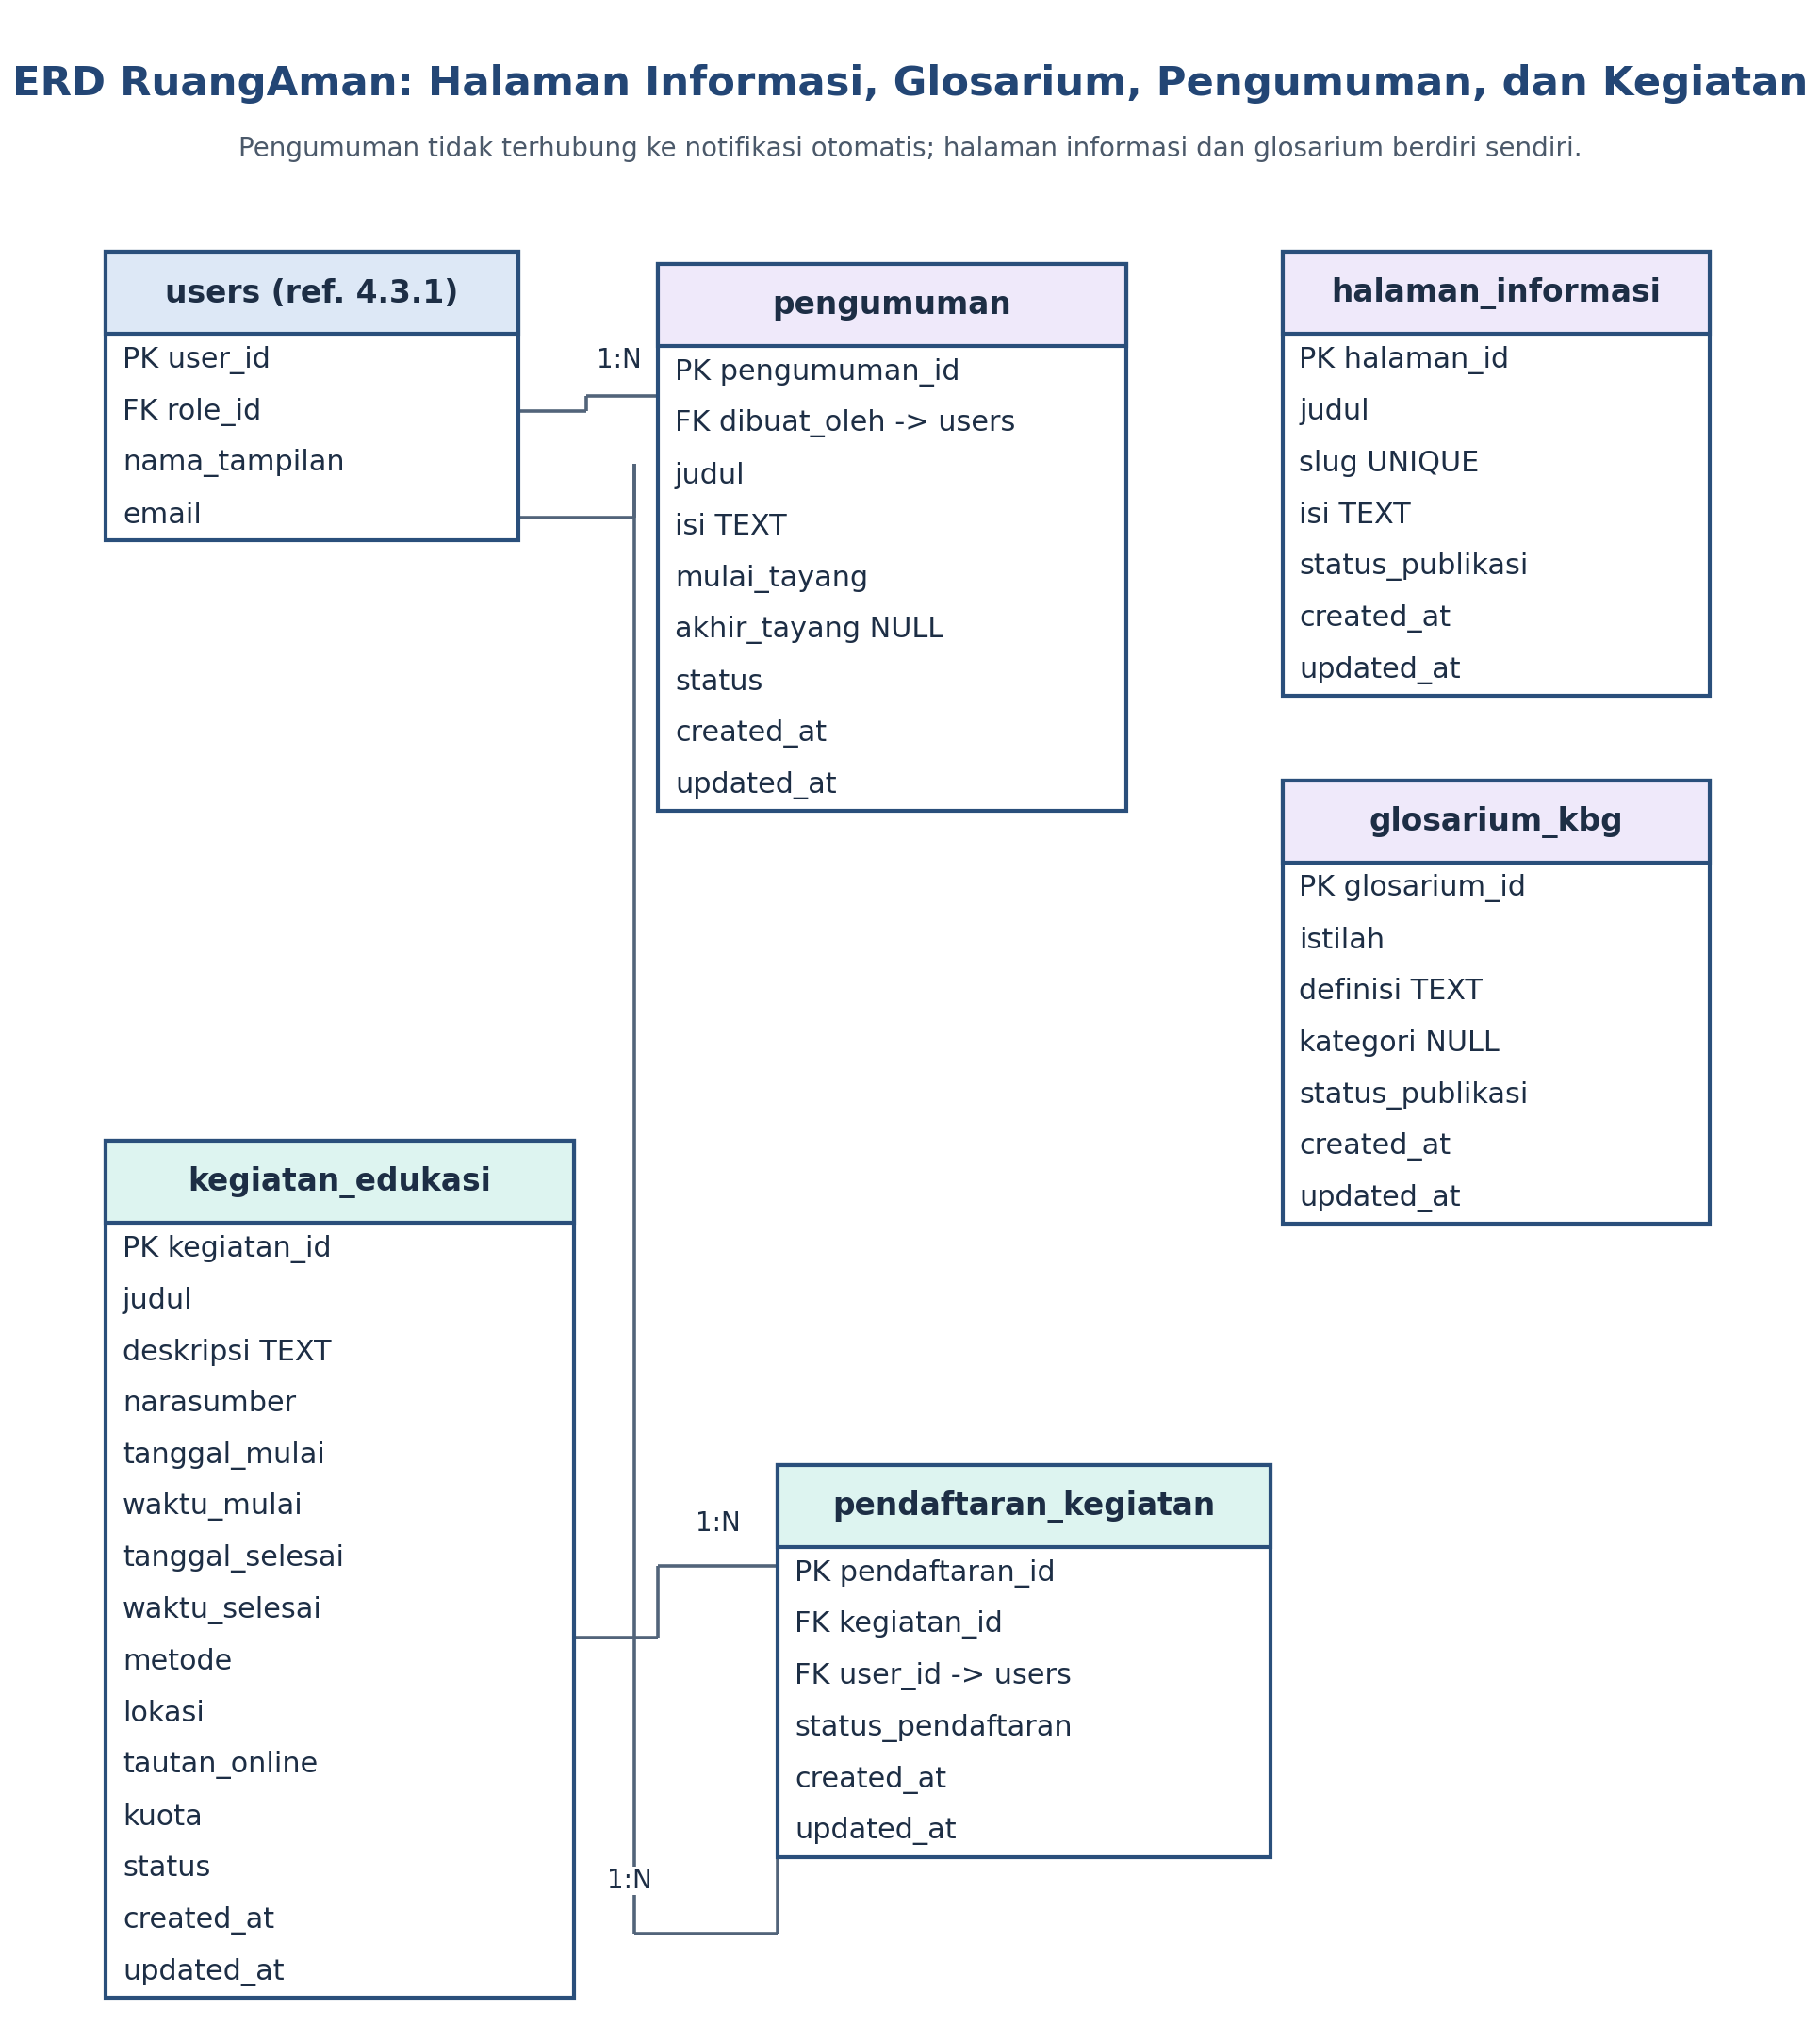 ERD RuangAman: Halaman Informasi, Glosarium, Pengumuman, dan Kegiatan
Pengumuman tidak terhubung ke notifikasi otomatis; halaman informasi dan glosarium berdiri sendiri.
users (ref. 4.3.1)
PK user_id
FK role_id
nama_tampilan
email
1:N
pengumuman
PK pengumuman_id
FK dibuat_oleh -> users
judul
isi TEXT
mulai_tayang
akhir_tayang NULL
status
created_at
updated_at
halaman_informasi
PK halaman_id
judul
slug UNIQUE
isi TEXT
status_publikasi
created_at
updated_at
glosarium_kbg
PK glosarium_id
istilah
definisi TEXT
kategori NULL
status_publikasi
created_at
updated_at
kegiatan_edukasi
PK kegiatan_id
judul
deskripsi TEXT
narasumber
tanggal_mulai
waktu_mulai
tanggal_selesai
waktu_selesai
metode
lokasi
tautan_online
kuota
status
created_at
updated_at
1:N
pendaftaran_kegiatan
PK pendaftaran_id
FK kegiatan_id
FK user_id -> users
status_pendaftaran
created_at
updated_at
1:N